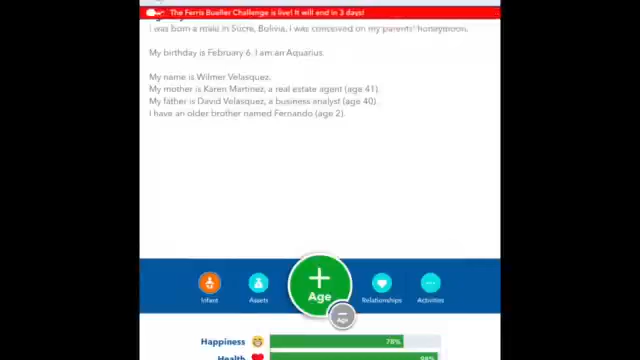 The Ferris Bueller Challenge is live! It will end in 3 days!
I was born a male in Sucre, Bolivia. I was conceived on my parents' honeymoon.
My birthday is February 6. I am an Aquarius.
My name is Wilmer Velasquez.
My mother is Karen Martinez, a real estate agent (age 41).
My father is David Velasquez, a business analyst (age 40).
I have an older brother named Fernando (age 2).
Infant
Assets
Age
Relationships
Activities
Age
Happiness 78%
Health 98%